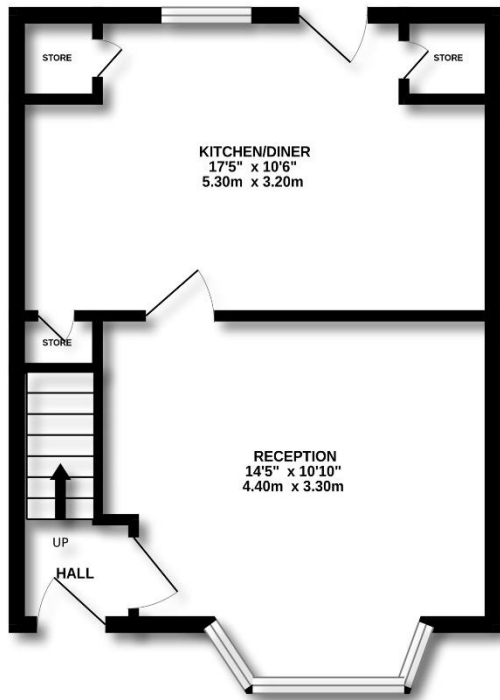 STORE
STORE
KITCHEN/DINER
17'5" x 10'6"
5.30m x 3.20m
STORE
RECEPTION
14'5" x 10'10"
4.40m x 3.30m
UP
HALL